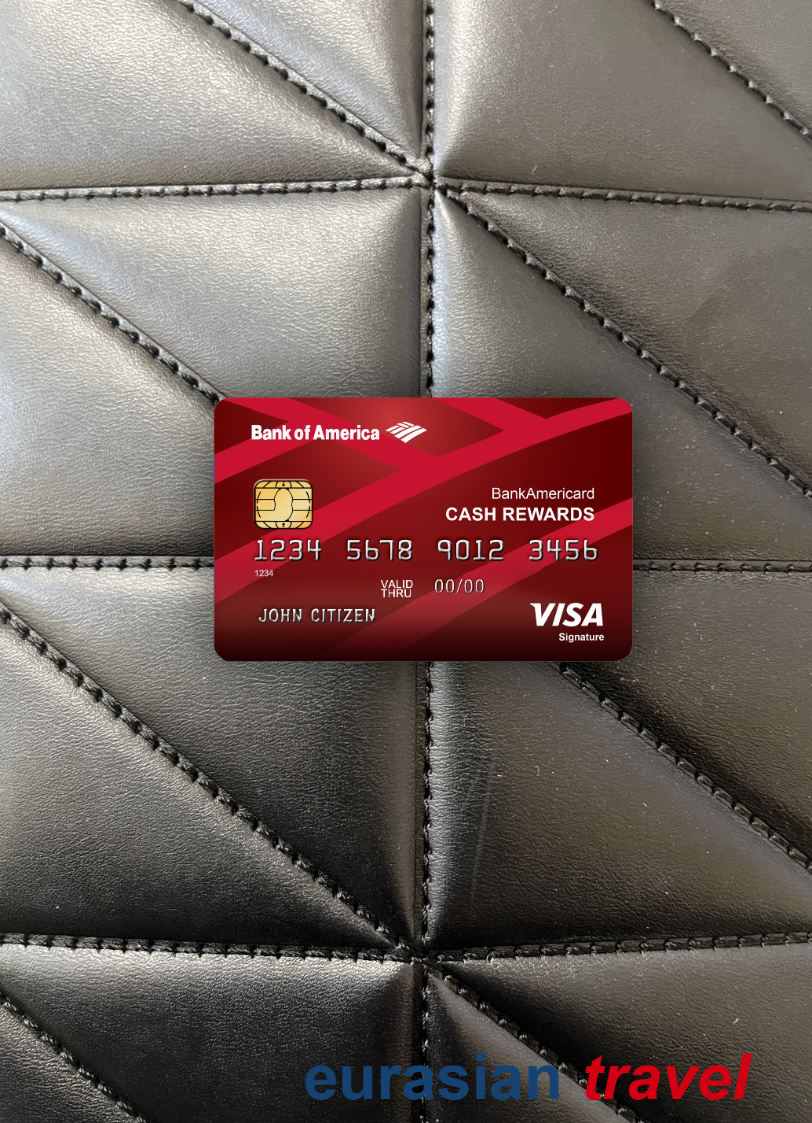 Bank of America
BankAmericard
CASH REWARDS
1234 5678 9012 3456
1234
VALID THRU 00/00
JOHN CITIZEN
VISA
Signature
eurasian travel